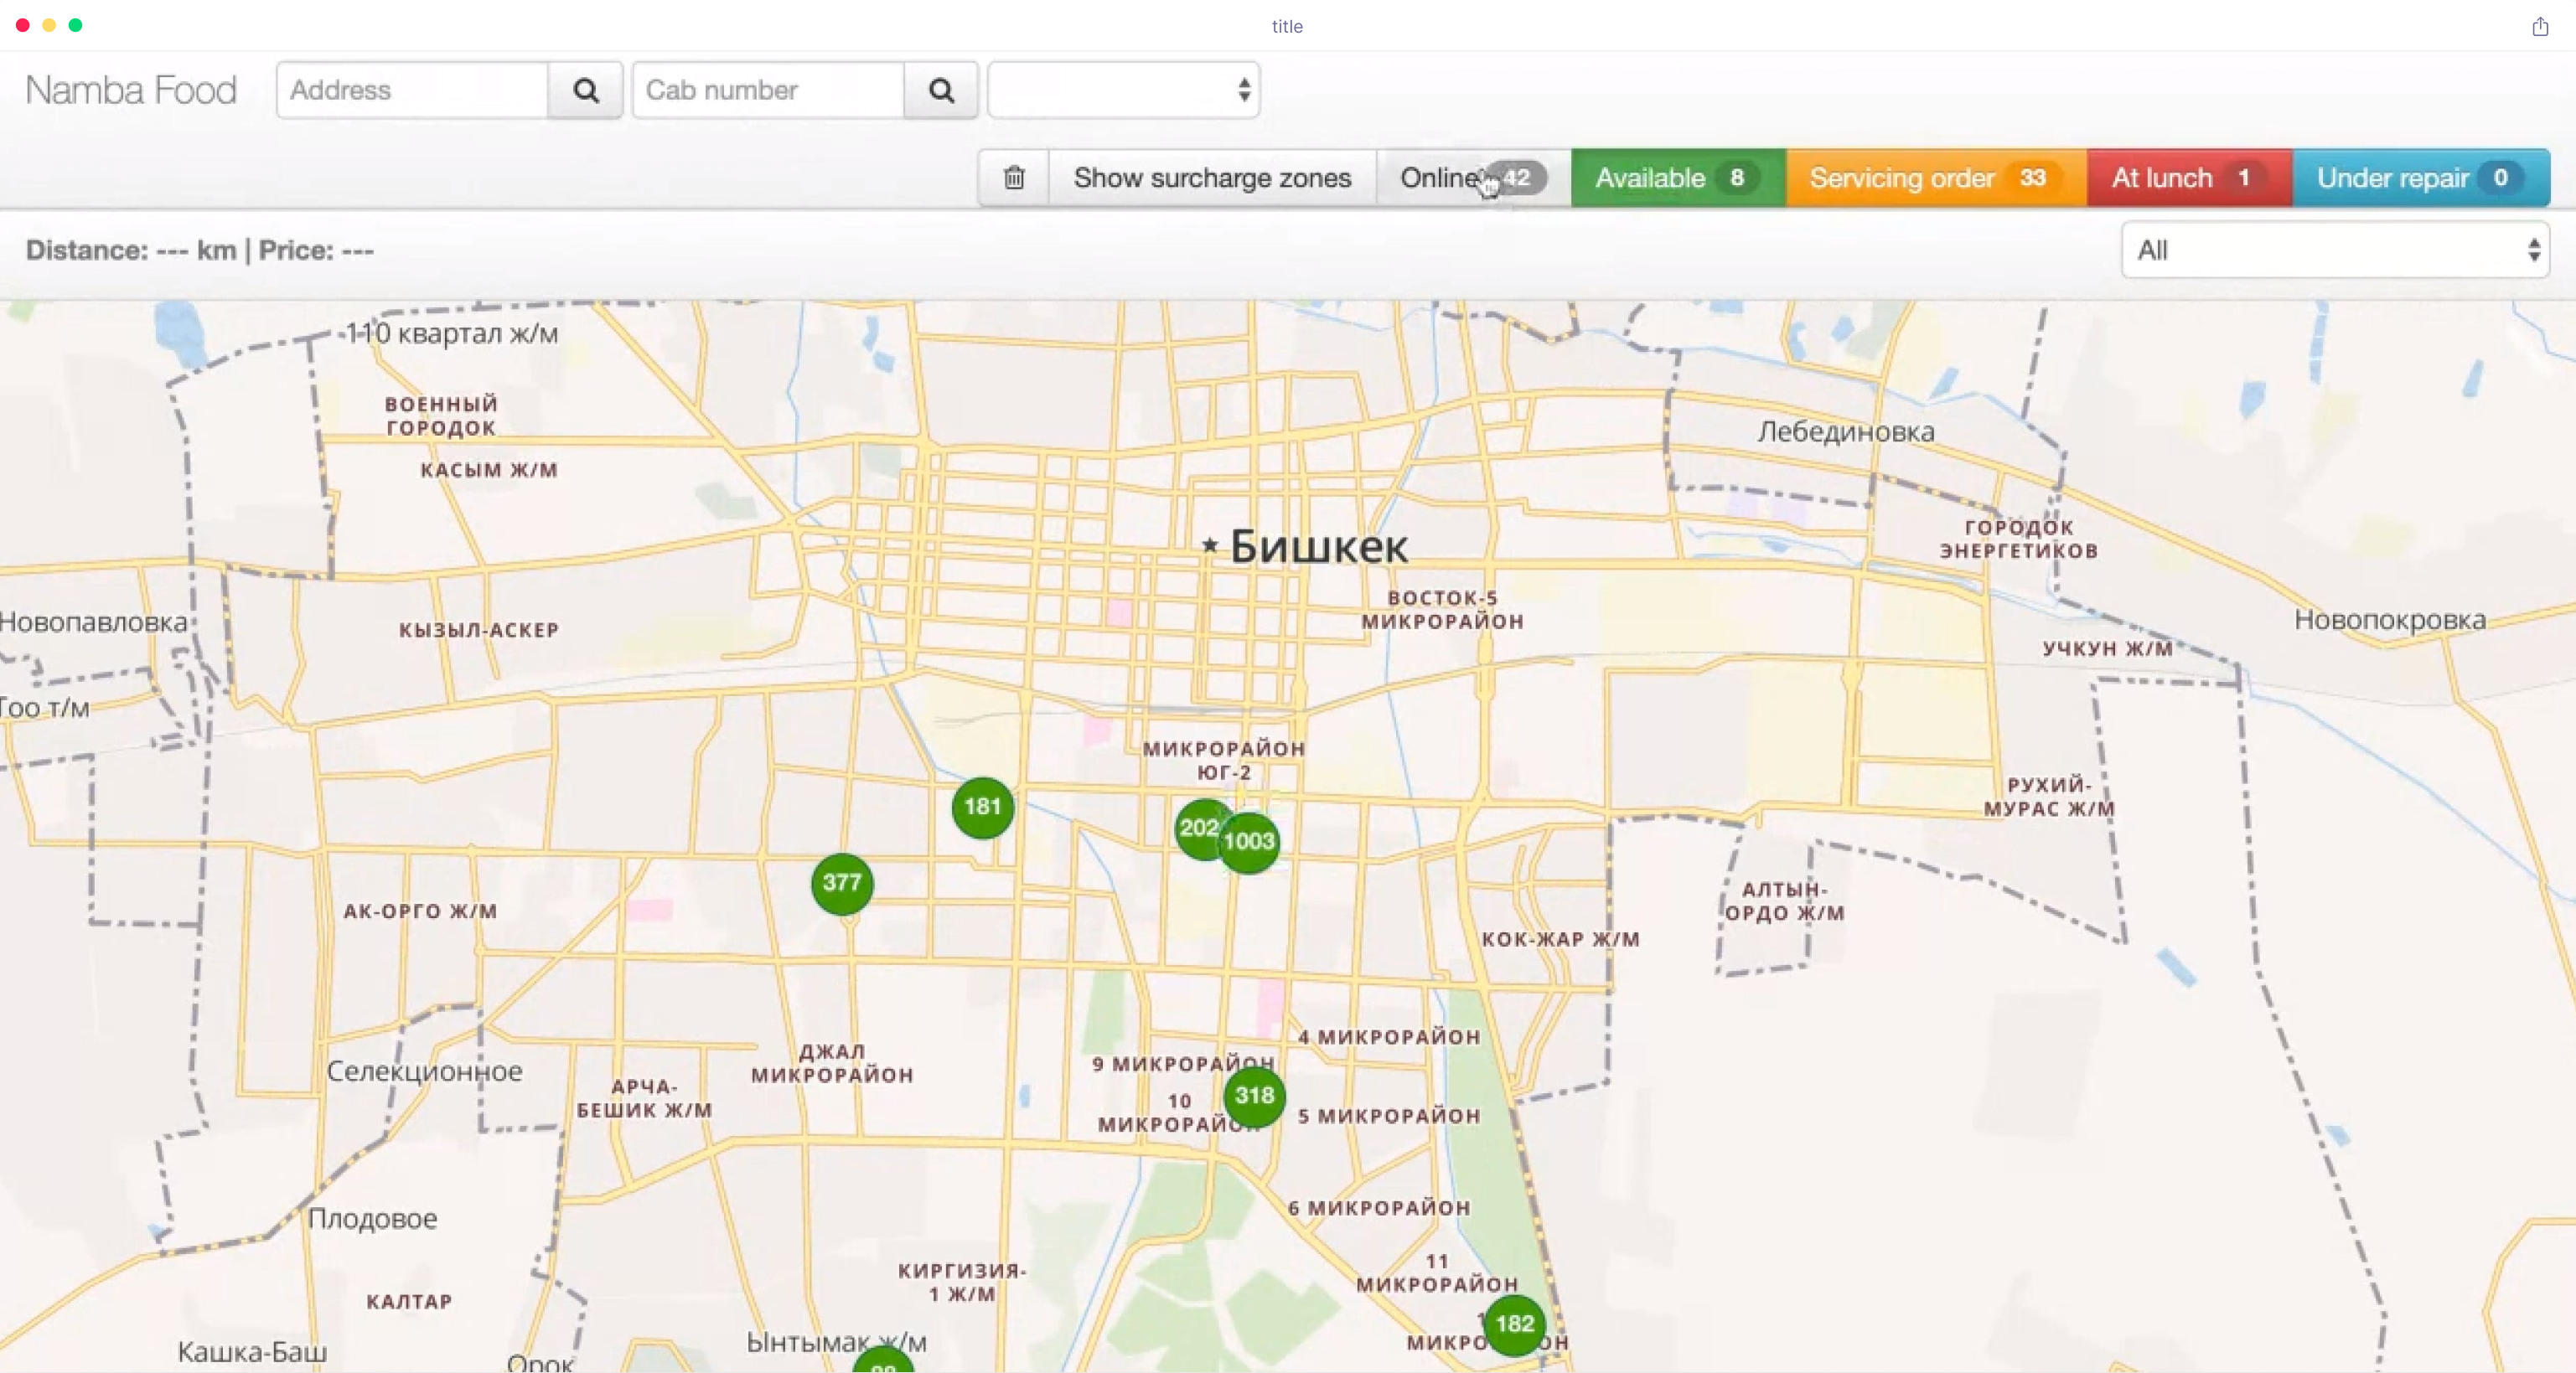 title
Namba Food Address Cab number
Show surcharge zones Online 42 Available 8 Servicing order 33 At lunch 1 Under repair 0
Distance: --- km | Price: --- All
110 квартал ж/м
ВОЕННЫЙ
ГОРОДОК
Лебединовка
КАСЫМ Ж/М
ГОРОДОК
ЭНЕРГЕТИКОВ
Бишкек
ВОСТОК-5
МИКРОРАЙОН
Новопавловка
КЫЗЫЛ-АСКЕР
Новопокровка
УЧКУН Ж/М
т/м
МИКРОРАЙОН
ЮГ-2
РУХИЙ-
МУРАС Ж/М
181
202
1003
377
АК-ОРГО Ж/М
АЛТЫН-
ОРДО Ж/М
КОК-ЖАР Ж/М
4 МИКРОРАЙОН
ДЖАЛ
МИКРОРАЙОН
9 МИКРОРАЙОН
Селекционное
АРЧА-
БЕШИК Ж/М
318
10
МИКРОРАЙОН
5 МИКРОРАЙОН
6 МИКРОРАЙОН
Плодовое
КИРГИЗИЯ-
1 Ж/М
11
МИКРОРАЙОН
КАЛТАР
182
Ынтымак ж/м
Кашка-Баш
Орок